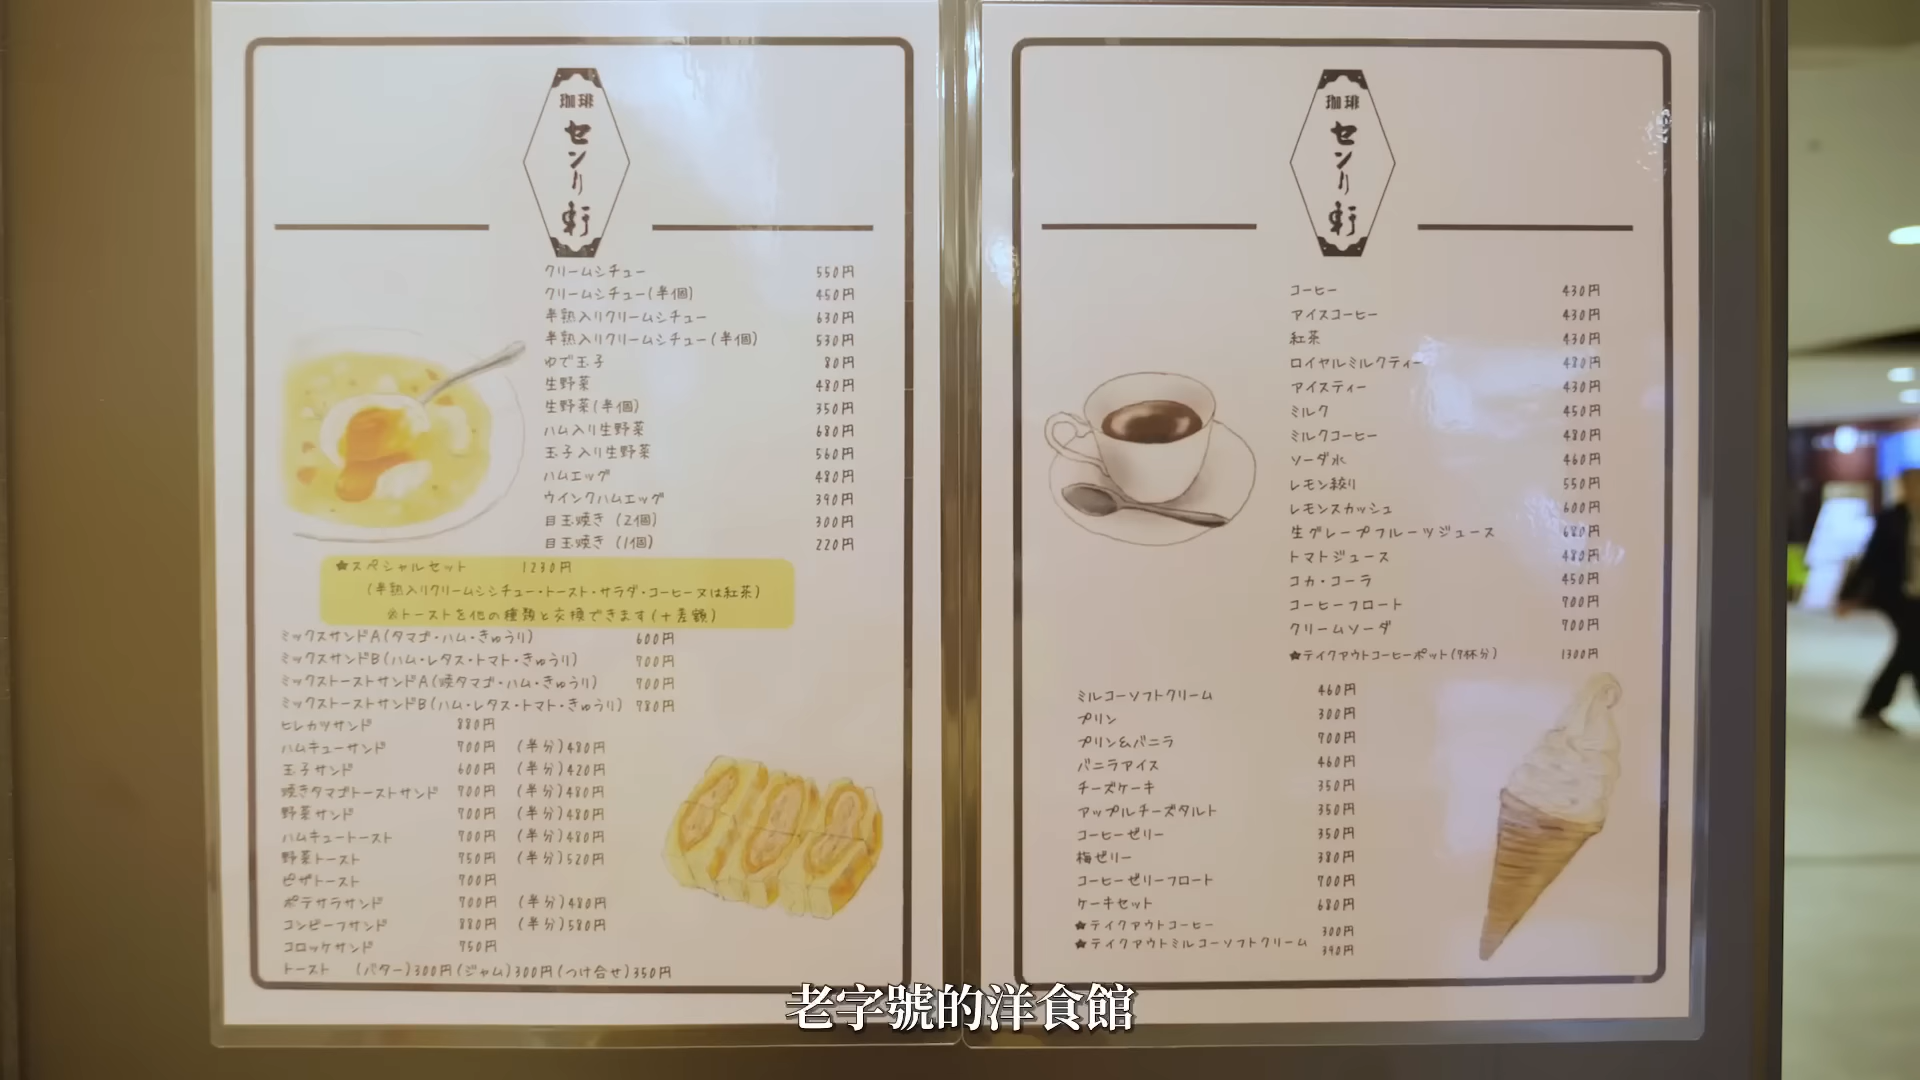 珈琲
センリ軒
クリームシチュー 550円
クリームシチュー(半個) 450円
半熟入りクリームシチュー 630円
半熟入りクリームシチュー(半個) 530円
ゆで玉子 80円
生野菜 480円
生野菜(半個) 350円
ハム入り生野菜 680円
玉子入り生野菜 560円
ハムエッグ 480円
ウインクハムエッグ 390円
目玉焼き (2個) 300円
目玉焼き (1個) 220円
★スペシャルセット 1230円
(半熟入りクリームシシチュー・トースト・サラダ・コーヒー又は紅茶)
※トーストを他の種類と交換できます(+差額)
ミックスサンドA(タマゴ・ハム・きゅうり) 600円
ミックスサンドB(ハム・レタス・トマト・きゅうり) 700円
ミックストーストサンドA(焼タマゴ・ハム・きゅうり) 700円
ミックストーストサンドB(ハム・レタス・トマト・きゅうり) 780円
ヒレカツサンド 880円
ハムキューサンド 700円 (半分)480円
玉子サンド 600円 (半分)420円
焼きタマゴトーストサンド 700円 (半分)480円
野菜サンド 700円 (半分)480円
ハムキュートースト 700円 (半分)480円
野菜トースト 750円 (半分)520円
ピザトースト 700円
ポテサラサンド 700円 (半分)480円
コンビーフサンド 880円 (半分)580円
コロッケサンド 750円
トースト (バター)300円(ジャム)300円(つけ合せ)350円
珈琲
センリ軒
コーヒー 430円
アイスコーヒー 430円
紅茶 430円
ロイヤルミルクティー 480円
アイスティー 430円
ミルク 450円
ミルクコーヒー 480円
ソーダ水 460円
レモン絞り 550円
レモンスカッシュ 600円
生グレープフルーツジュース 680円
トマトジュース 480円
コカ・コーラ 450円
コーヒーフロート 700円
クリームソーダ 700円
★テイクアウトコーヒーポット(7杯分) 1300円
ミルコーソフトクリーム 460円
プリン 300円
プリン&バニラ 700円
バニラアイス 460円
チーズケーキ 350円
アップルチーズタルト 350円
コーヒーゼリー 350円
梅ゼリー 380円
コーヒーゼリーフロート 700円
ケーキセット 680円
★テイクアウトコーヒー 300円
★テイクアウトミルコーソフトクリーム 390円
老字號的洋食館